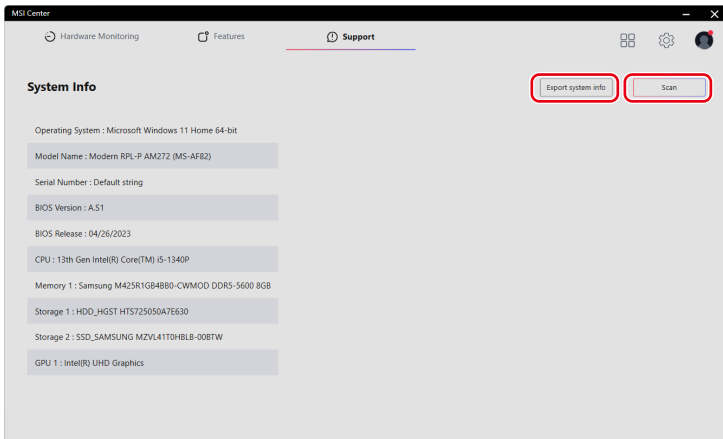 MSI Center
Hardware Monitoring
Features
Support
System Info
Export system info
Scan
Operating System : Microsoft Windows 11 Home 64-bit
Model Name : Modern RPL-P AM272 (MS-AF82)
Serial Number : Default string
BIOS Version : A.S1
BIOS Release : 04/26/2023
CPU : 13th Gen Intel(R) Core(TM) i5-1340P
Memory 1 : Samsung M425R1GB4BB0-CWMOD DDR5-5600 8GB
Storage 1 : HDD_HGST HTS725050A7E630
Storage 2 : SSD_SAMSUNG MZVL41T0HBLB-00BTW
GPU 1 : Intel(R) UHD Graphics